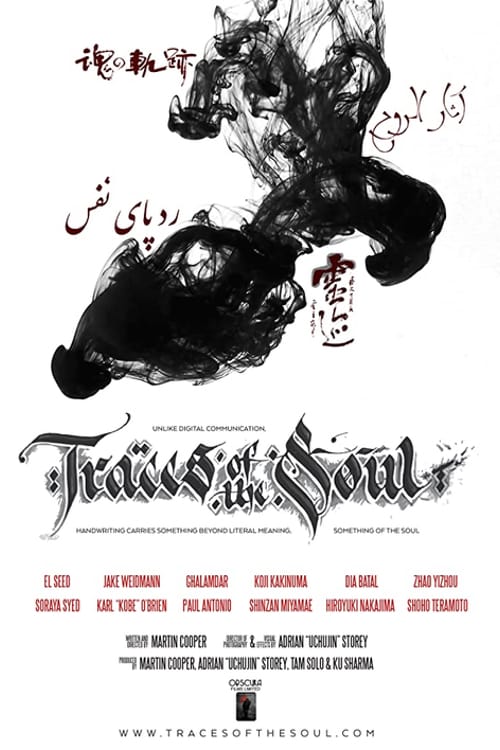 魂の軌跡
آثار الروح
رد پای نفس
UNLIKE DIGITAL COMMUNICATION,
Traces of the Soul
HANDWRITING CARRIES SOMETHING BEYOND LITERAL MEANING, SOMETHING OF THE SOUL
EL SEED JAKE WEIDMANN GHALAMDAR KOJI KAKINUMA DIA BATAL ZHAO YIZHOU
SORAYA SYED KARL "KOBE" O'BRIEN PAUL ANTONIO SHINZAN MIYAMAE HIROYUKI NAKAJIMA SHOHO TERAMOTO
WRITTEN AND DIRECTED BY MARTIN COOPER DIRECTOR OF PHOTOGRAPHY & VISUAL EFFECTS BY ADRIAN "UCHUJIN" STOREY
PRODUCED BY MARTIN COOPER, ADRIAN "UCHUJIN" STOREY, TAM SOLO & KU SHARMA
OBSCURA
FILMS LIMITED
WWW.TRACESOFTHESOUL.COM